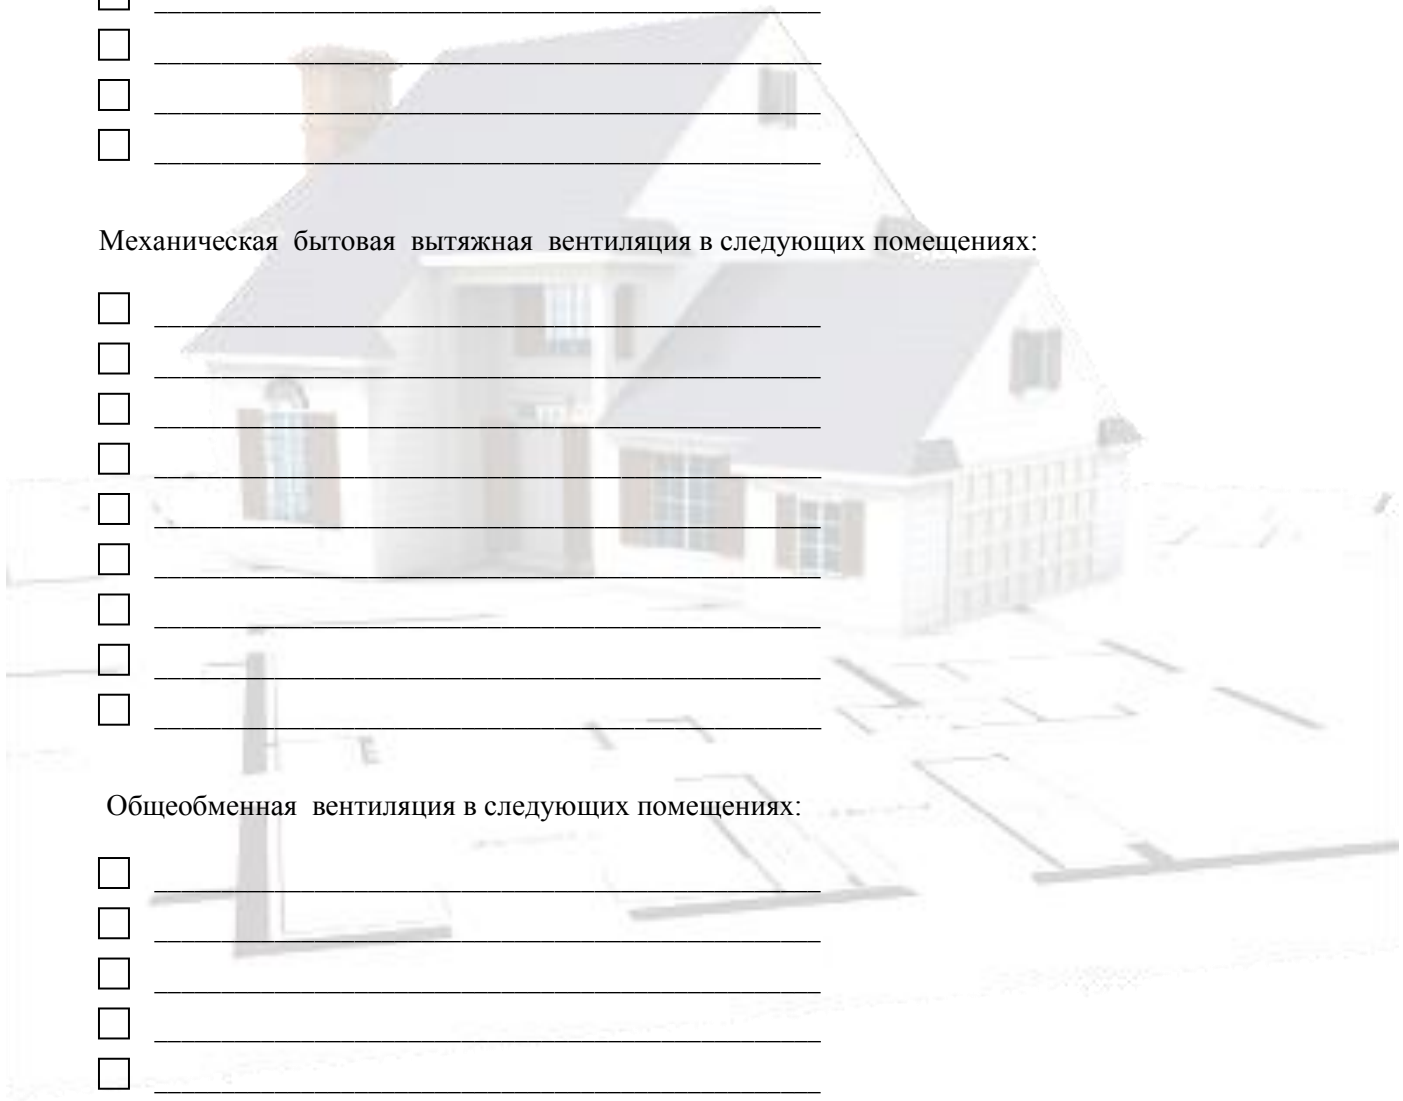 Механическая бытовая вытяжная вентиляция в следующих помещениях:
Общеобменная вентиляция в следующих помещениях: